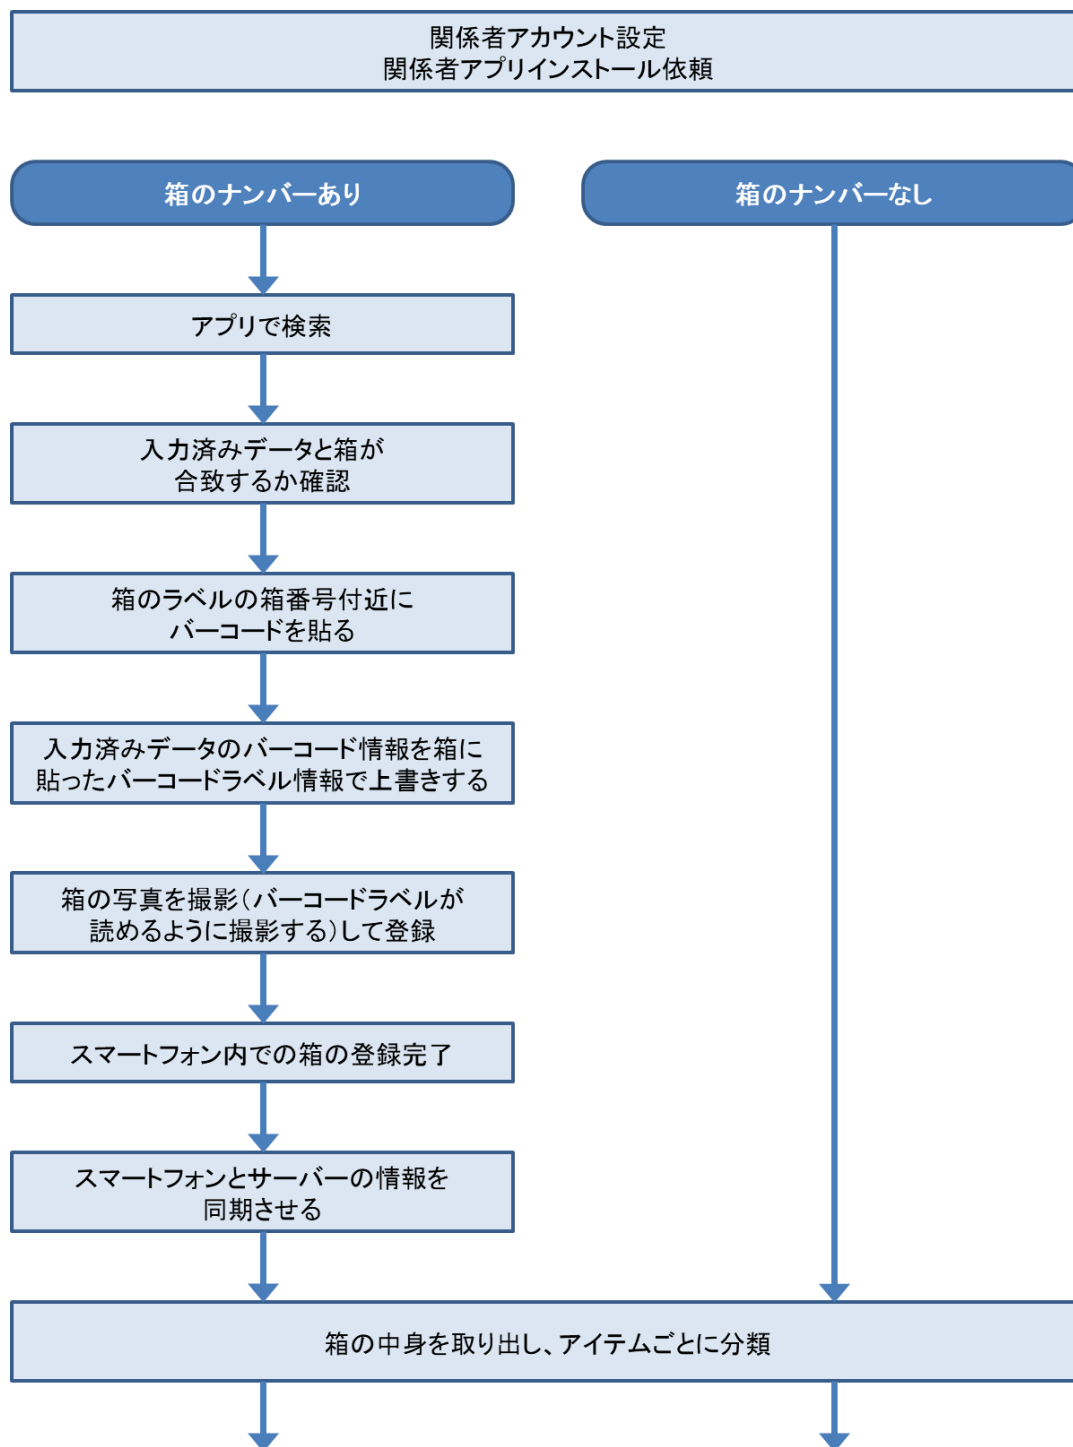 関係者アカウント設定
関係者アプリインストール依頼
箱のナンバーあり
箱のナンバーなし
アプリで検索
入力済みデータと箱が
合致するか確認
箱のラベルの箱番号付近に
バーコードを貼る
入力済みデータのバーコード情報を箱に
貼ったバーコードラベル情報で上書きする
箱の写真を撮影（バーコードラベルが
読めるように撮影する）して登録
スマートフォン内での箱の登録完了
スマートフォンとサーバーの情報を
同期させる
箱の中身を取り出し、アイテムごとに分類